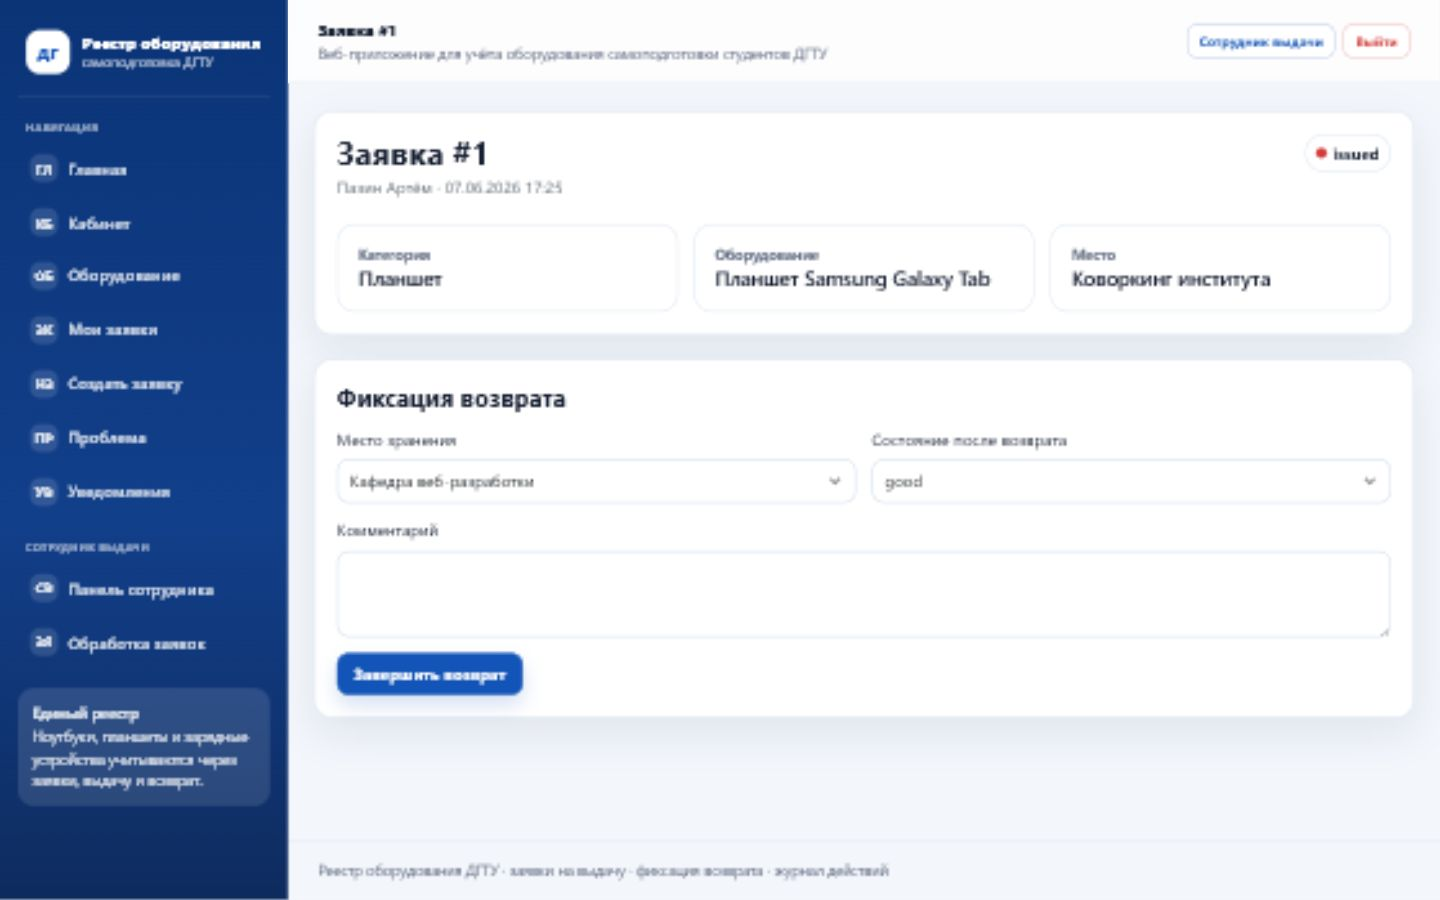 ДГ
Реестр оборудования
самоподготовка ДГТУ
НАВИГАЦИЯ
ГЛ Главная
КБ Кабинет
ОБ Оборудование
ЗК Мои заявки
НЗ Создать заявку
ПР Проблема
УВ Уведомления
СОТРУДНИК ВЫДАЧИ
СВ Панель сотрудника
ЗЯ Обработка заявок
Единый реестр
Ноутбуки, планшеты и зарядные
устройства учитываются через
заявки, выдачу и возврат.
Заявка #1
Веб-приложение для учёта оборудования самоподготовки студентов ДГТУ
Сотрудник выдачи
Выйти
Заявка #1
issued
Пазин Артём · 07.06.2026 17:25
Категория
Планшет
Оборудование
Планшет Samsung Galaxy Tab
Место
Коворкинг института
Фиксация возврата
Место хранения
Состояние после возврата
Кафедра веб-разработки
good
Комментарий
Завершить возврат
Реестр оборудования ДГТУ · заявки на выдачу · фиксация возврата · журнал действий